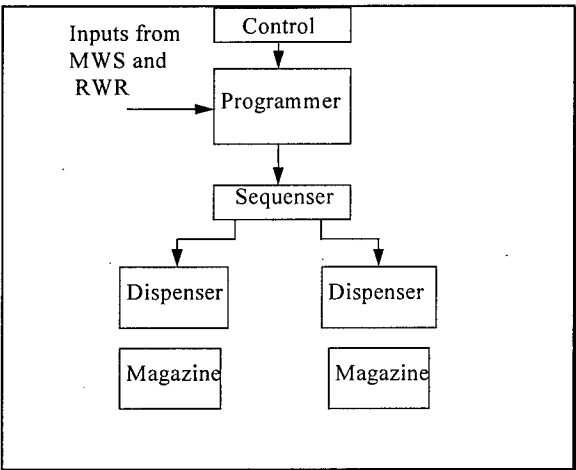 Control
Inputs from
MWS and
RWR
Programmer
Sequenser
Dispenser
Dispenser
Magazine
Magazine